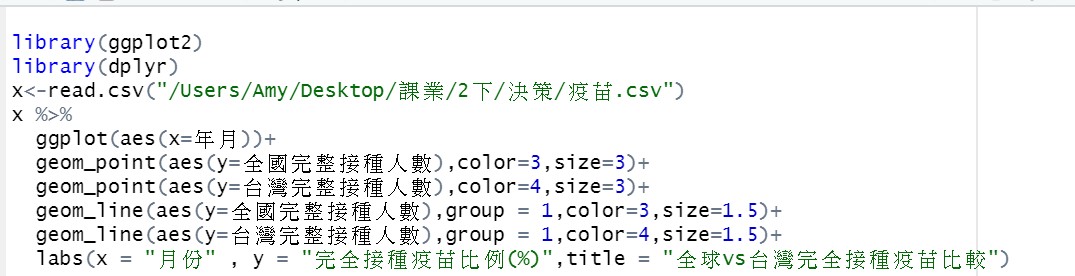 library(ggplot2)
library(dplyr)
x<-read.csv("/Users/Amy/Desktop/課業/2下/決策/疫苗.csv")
x %>%
  ggplot(aes(x=年月))+
  geom_point(aes(y=全國完整接種人數),color=3,size=3)+
  geom_point(aes(y=台灣完整接種人數),color=4,size=3)+
  geom_line(aes(y=全國完整接種人數),group = 1,color=3,size=1.5)+
  geom_line(aes(y=台灣完整接種人數),group = 1,color=4,size=1.5)+
  labs(x = "月份" , y = "完全接種疫苗比例(%)",title = "全球vs台灣完全接種疫苗比較")